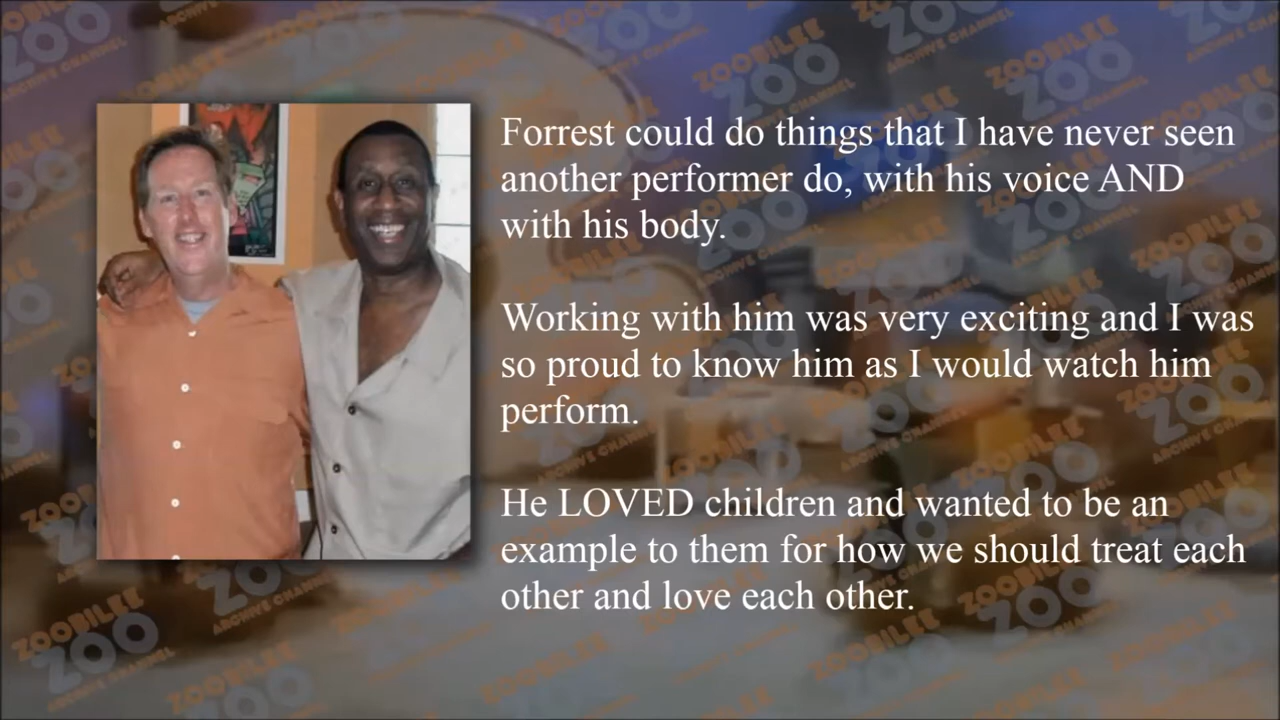 Forrest could do things that I have never seen
another performer do, with his voice AND
with his body.
Working with him was very exciting and I was
so proud to know him as I would watch him
perform.
He LOVED children and wanted to be an
example to them for how we should treat each
other and love each other.
ZOOBILEE
ZOO
ARCHIVE CHANNEL